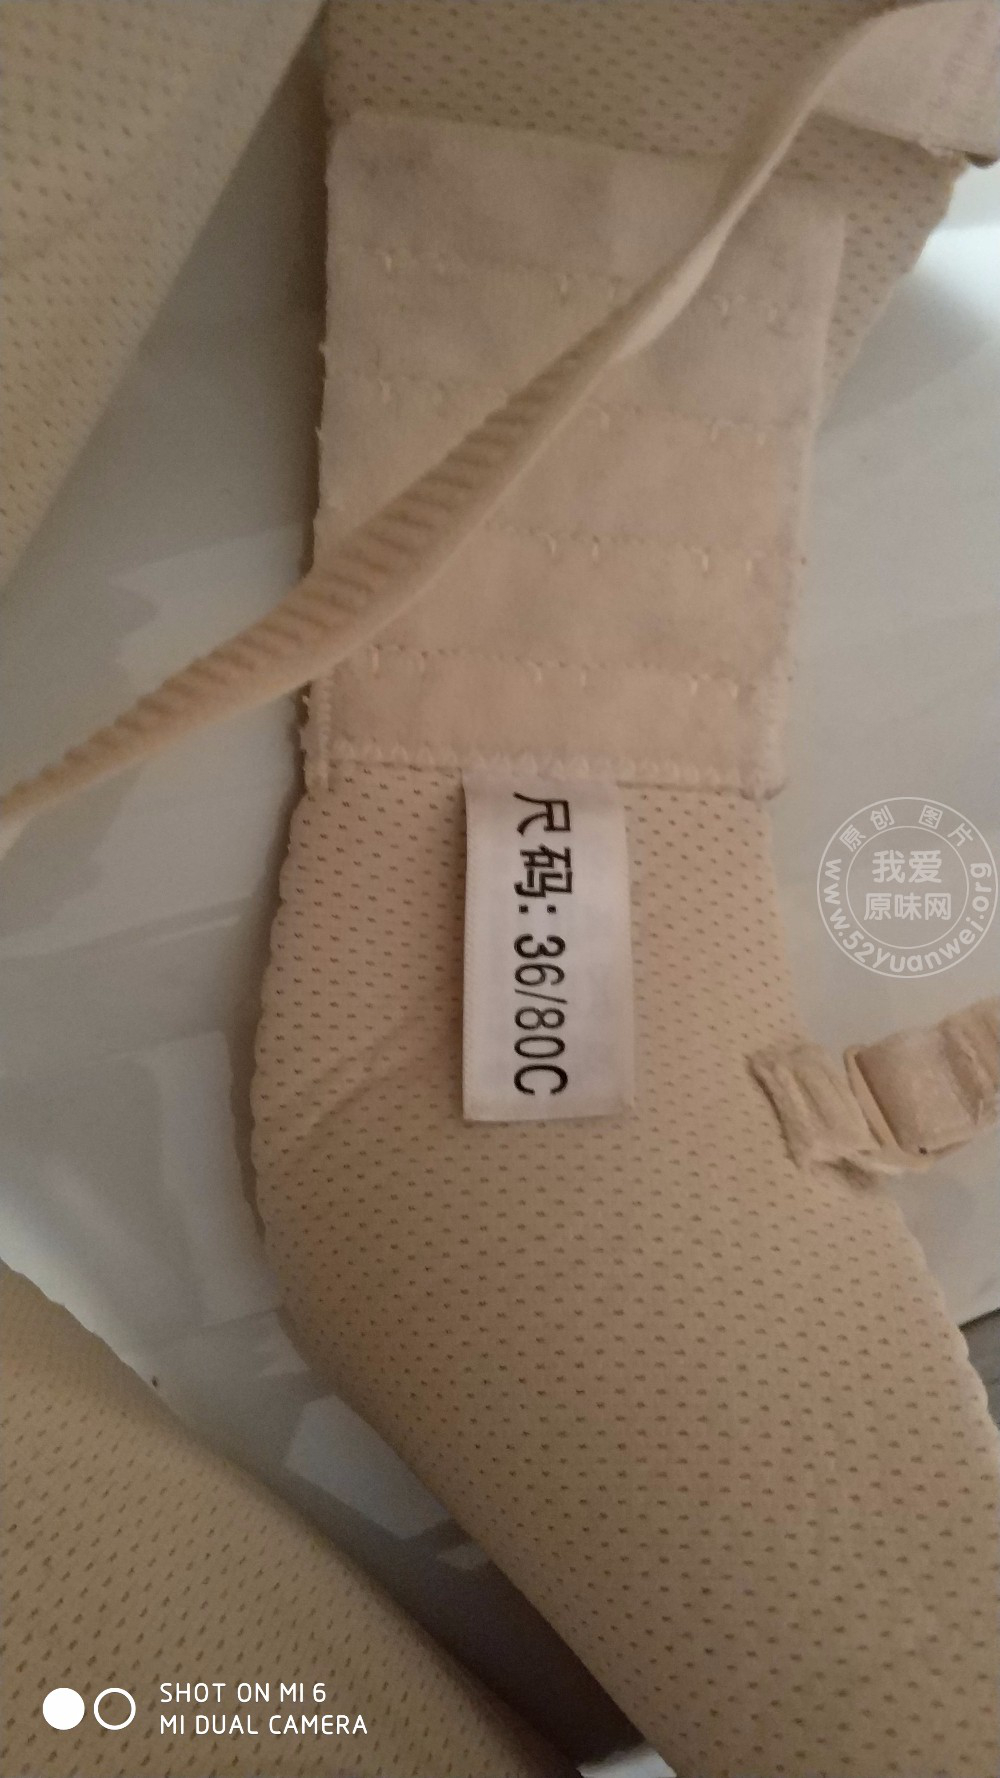 尺码: 36/80C
原创 图片
我爱
原味网
www.52yuanwei.org
SHOT ON MI 6
MI DUAL CAMERA